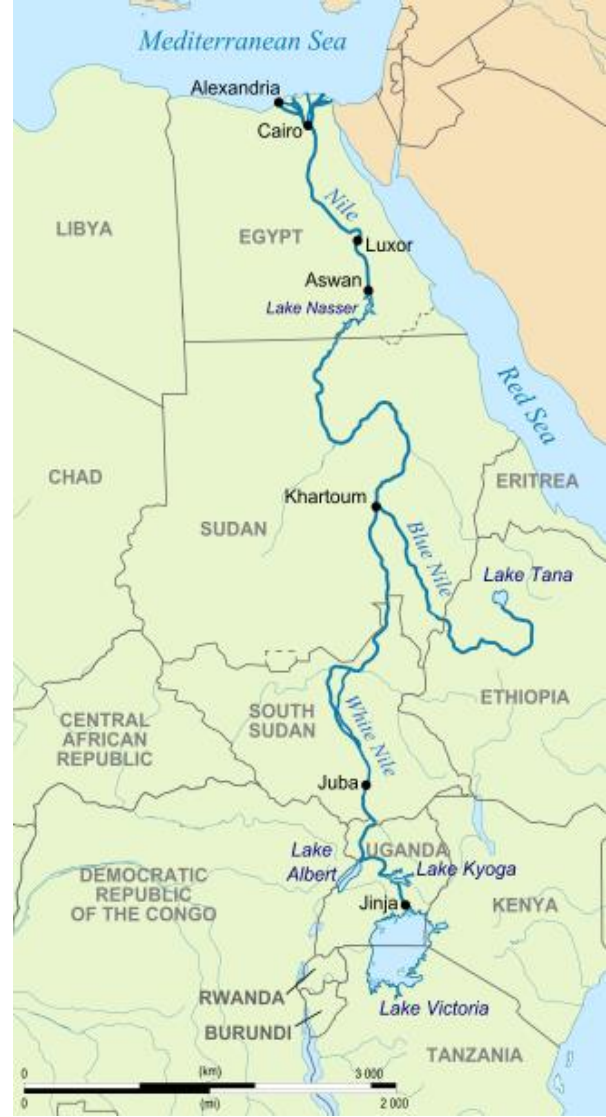 Mediterranean Sea
Alexandria
Cairo
Nile
LIBYA
EGYPT
Luxor
Aswan
Lake Nasser
Red Sea
CHAD
ERITREA
Khartoum
SUDAN
Blue Nile
Lake Tana
ETHIOPIA
CENTRAL
AFRICAN
REPUBLIC
SOUTH
SUDAN
White Nile
Juba
Lake
Albert
UGANDA
Lake Kyoga
DEMOCRATIC
REPUBLIC
OF THE CONGO
Jinja
KENYA
RWANDA
Lake Victoria
BURUNDI
TANZANIA
0 (km) 3 000
0 (mi) 2 000